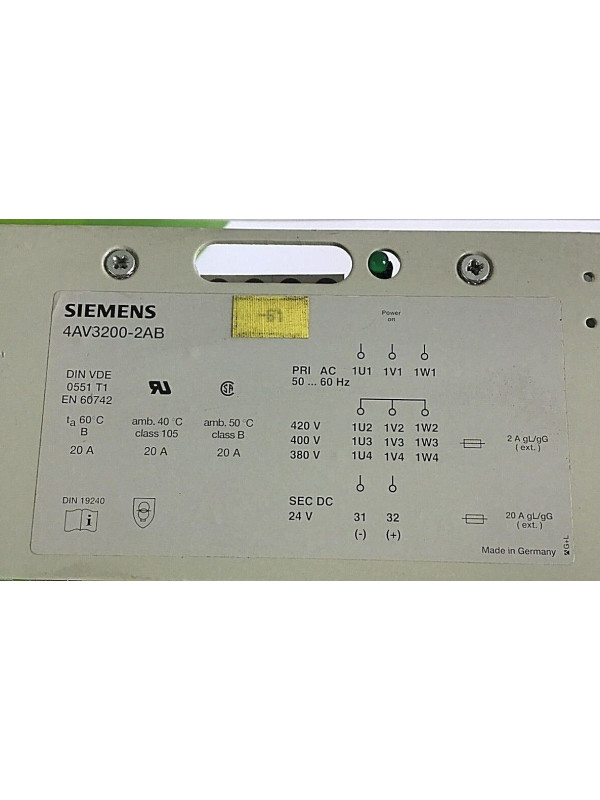 SIEMENS
4AV3200-2AB
Power
on
PRI AC 1U1 1V1 1W1
50 ... 60 Hz
DIN VDE
0551 T1
EN 60742
ta 60°C
B
20 A
amb. 40°C
class 105
20 A
SA
amb. 50°C
class B
20 A
420 V 1U2 1V2 1W2
400 V 1U3 1V3 1W3
380 V 1U4 1V4 1W4
2 A gL/gG
( ext. )
DIN 19240
i
SEC DC
24 V 31 32
(-) (+)
20 A gL/gG
( ext. )
Made in Germany
G+L